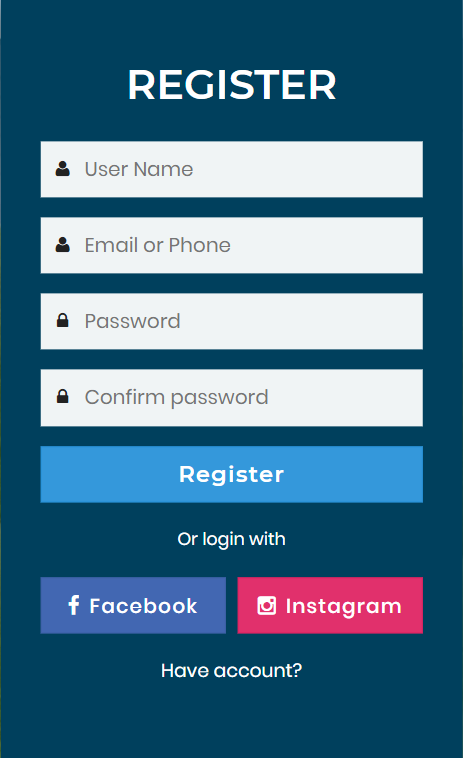 REGISTER
User Name
Email or Phone
Password
Confirm password
Register
Or login with
Facebook Instagram
Have account?